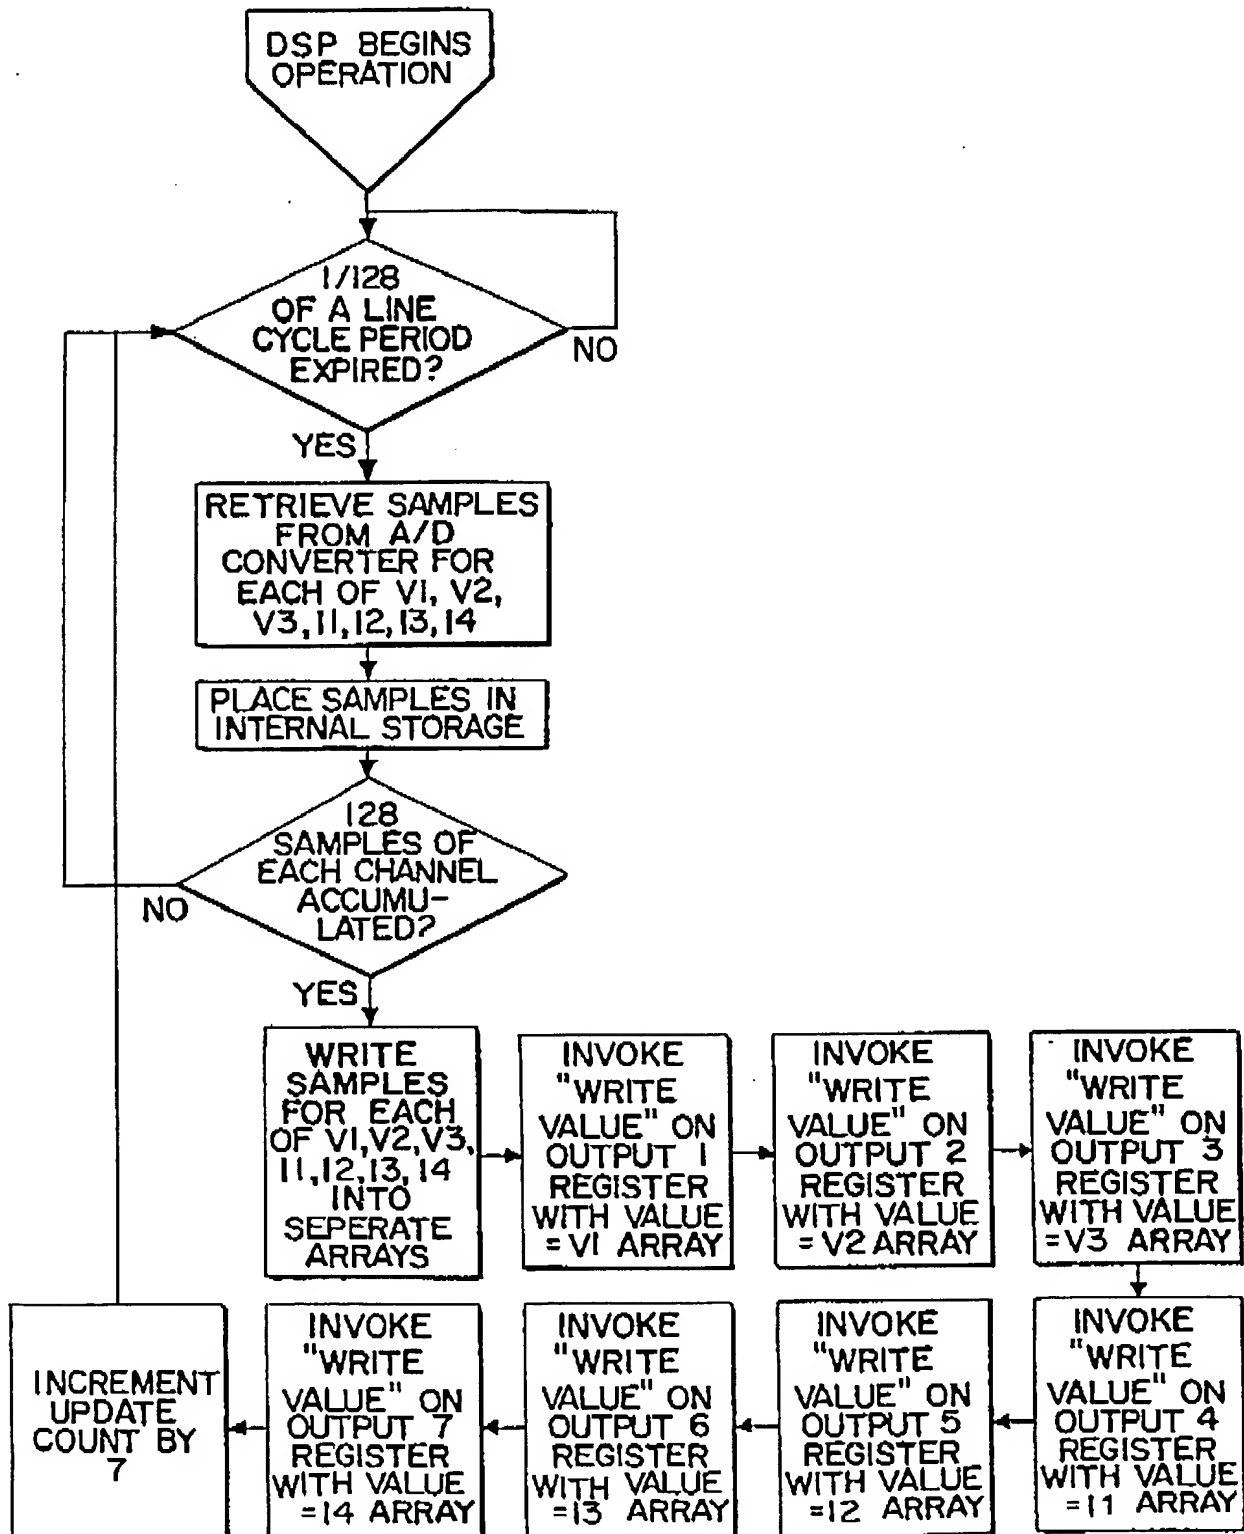 DSP BEGINS
OPERATION
1/128
OF A LINE
CYCLE PERIOD
EXPIRED?
NO
YES
RETRIEVE SAMPLES
FROM A/D
CONVERTER FOR
EACH OF V1, V2,
V3, I1, I2, I3, I4
PLACE SAMPLES IN
INTERNAL STORAGE
128
SAMPLES OF
EACH CHANNEL
ACCUMU-
LATED?
NO
YES
WRITE
SAMPLES
FOR EACH
OF V1, V2, V3,
I1, I2, I3, I4
INTO
SEPERATE
ARRAYS
INVOKE
"WRITE
VALUE" ON
OUTPUT 1
REGISTER
WITH VALUE
=V1 ARRAY
INVOKE
"WRITE
VALUE" ON
OUTPUT 2
REGISTER
WITH VALUE
=V2 ARRAY
INVOKE
"WRITE
VALUE" ON
OUTPUT 3
REGISTER
WITH VALUE
=V3 ARRAY
INVOKE
"WRITE
VALUE" ON
OUTPUT 4
REGISTER
WITH VALUE
=I1 ARRAY
INVOKE
"WRITE
VALUE" ON
OUTPUT 5
REGISTER
WITH VALUE
=I2 ARRAY
INVOKE
"WRITE
VALUE" ON
OUTPUT 6
REGISTER
WITH VALUE
=I3 ARRAY
INVOKE
"WRITE
VALUE" ON
OUTPUT 7
REGISTER
WITH VALUE
=I4 ARRAY
INCREMENT
UPDATE
COUNT BY
7